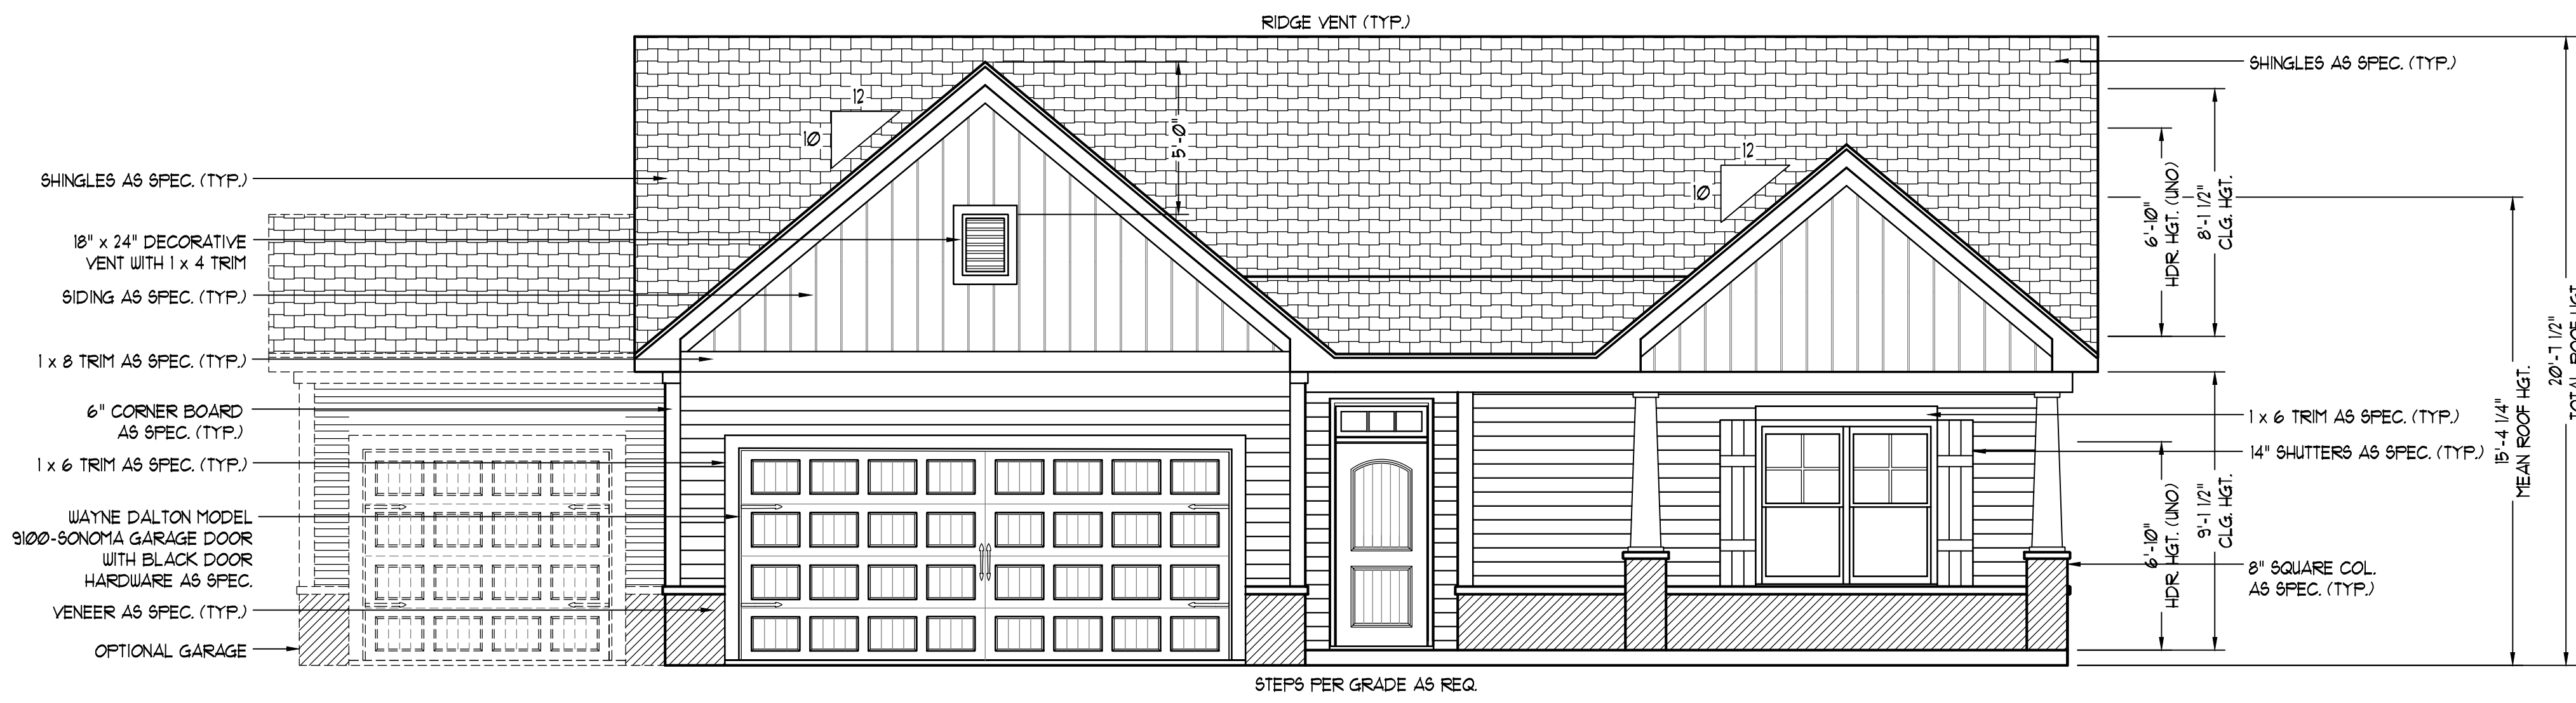 RIDGE VENT (TYP.)
SHINGLES AS SPEC. (TYP.)
18" x 24" DECORATIVE
VENT WITH 1 x 4 TRIM
SIDING AS SPEC. (TYP.)
1 x 8 TRIM AS SPEC. (TYP.)
6" CORNER BOARD
AS SPEC. (TYP.)
1 x 6 TRIM AS SPEC. (TYP.)
WAYNE DALTON MODEL
9100-SONOMA GARAGE DOOR
WITH BLACK DOOR
HARDWARE AS SPEC.
VENEER AS SPEC. (TYP.)
OPTIONAL GARAGE
12
10
5'-0"
12
10
STEPS PER GRADE AS REQ.
SHINGLES AS SPEC. (TYP.)
6'-10"
HDR. HGT. (UNO)
8'-1 1/2"
CLG. HGT.
1 x 6 TRIM AS SPEC. (TYP.)
14" SHUTTERS AS SPEC. (TYP.)
6'-10"
HDR. HGT. (UNO)
9'-1 1/2"
CLG. HGT.
8" SQUARE COL.
AS SPEC. (TYP.)
15'-4 1/4"
MEAN ROOF HGT.
20'-7 1/2"
TOTAL ROOF HGT.